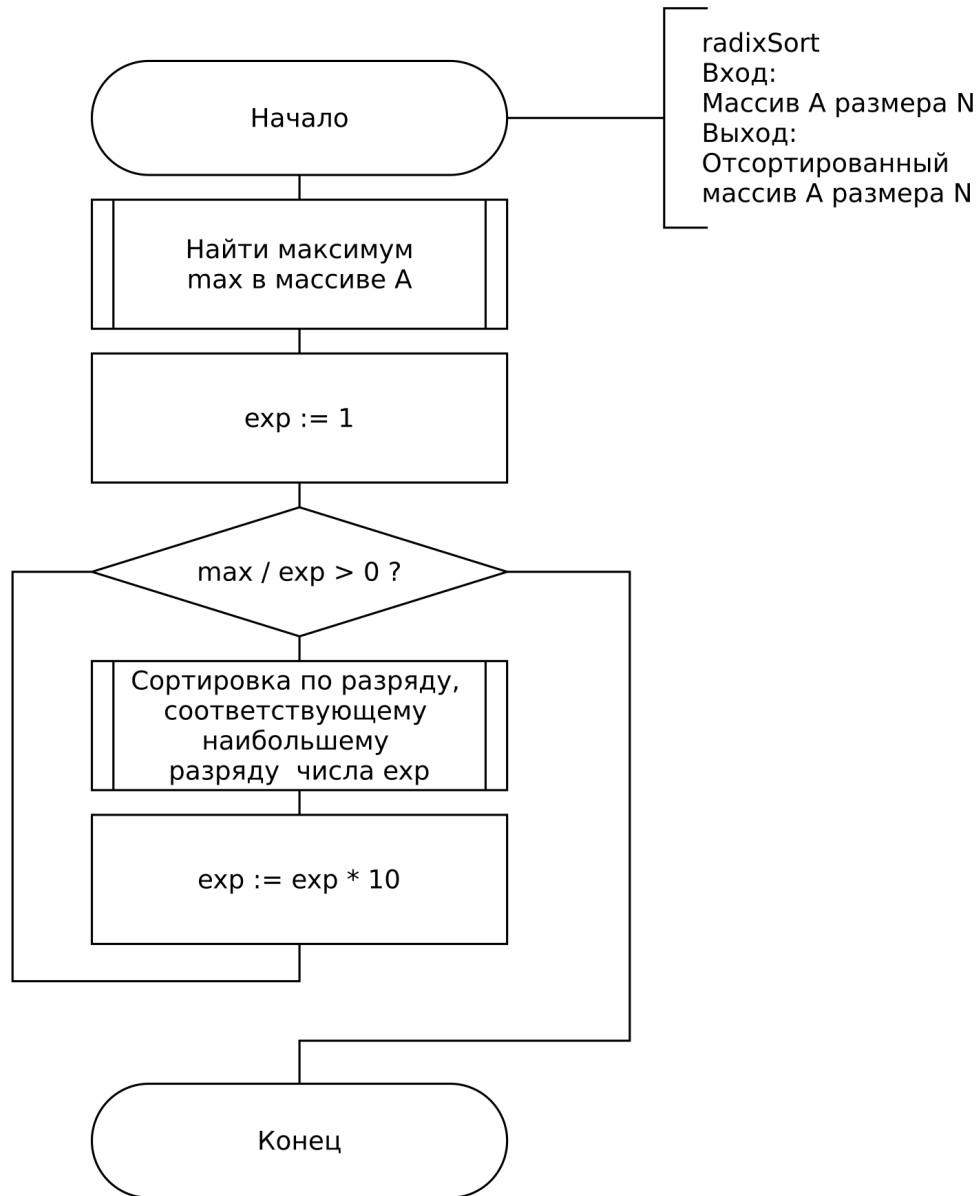 radixSort
Вход:
Массив A размера N
Выход:
Отсортированный
массив A размера N
Начало
Найти максимум
max в массиве A
exp := 1
max / exp > 0 ?
Сортировка по разряду,
соответствующему
наибольшему
разряду числа exp
exp := exp * 10
Конец